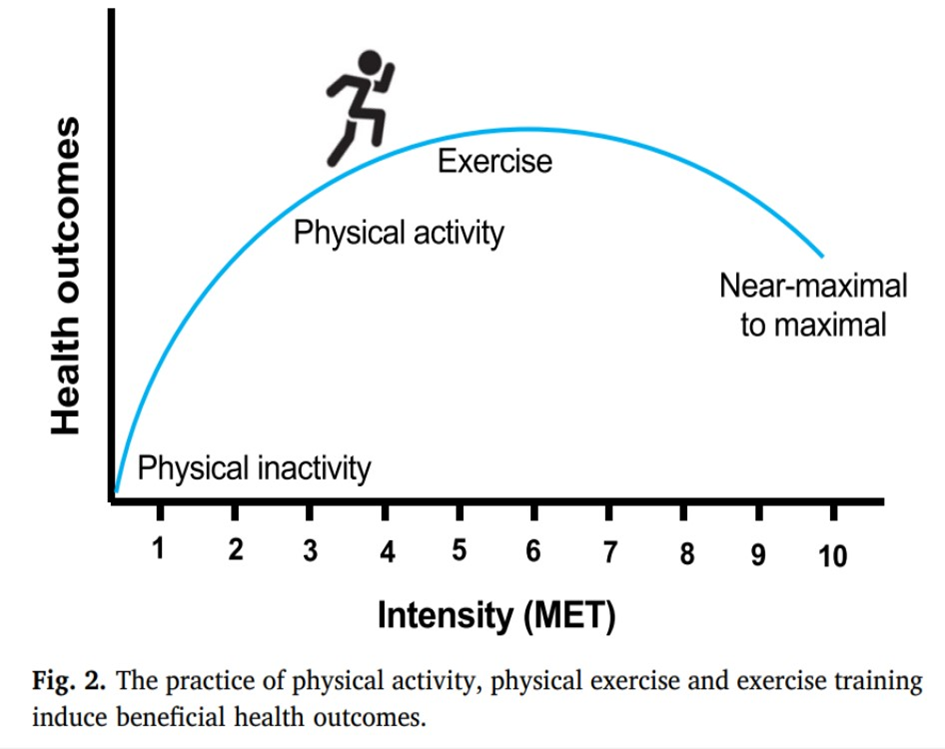 Health outcomes
Exercise
Physical activity
Near-maximal
to maximal
Physical inactivity
1 2 3 4 5 6 7 8 9 10
Intensity (MET)
Fig. 2. The practice of physical activity, physical exercise and exercise training
induce beneficial health outcomes.